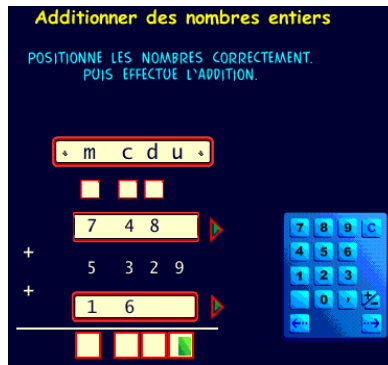 Additionner des nombres entiers
POSITIONNE LES NOMBRES CORRECTEMENT.
PUIS EFFECTUE L'ADDITION.
m c d u
7 4 8
+
5 3 2 9
+
1 6
7 8 9 C
4 5 6
1 2 3
0 , +/-